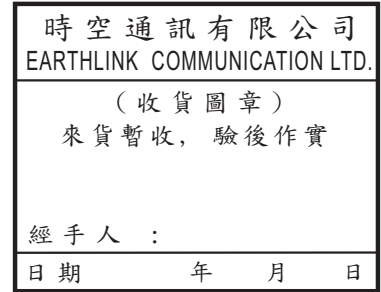 時空通訊有限公司
EARTHLINK COMMUNICATION LTD.
(收貨圖章)
來貨暫收, 驗後作實
經手人 :
日期 年 月 日